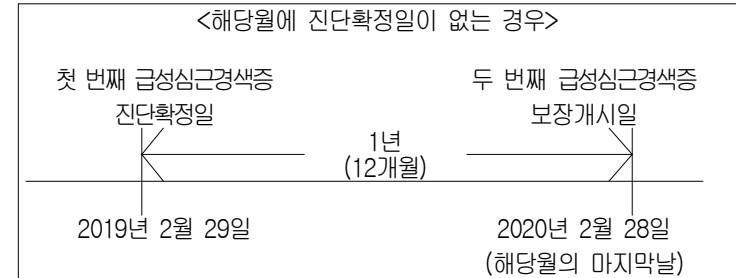 <해당월에 진단확정일이 없는 경우>
첫 번째 급성심근경색증
진단확정일
두 번째 급성심근경색증
보장개시일
1년
(12개월)
2019년 2월 29일
2020년 2월 28일
(해당월의 마지막날)